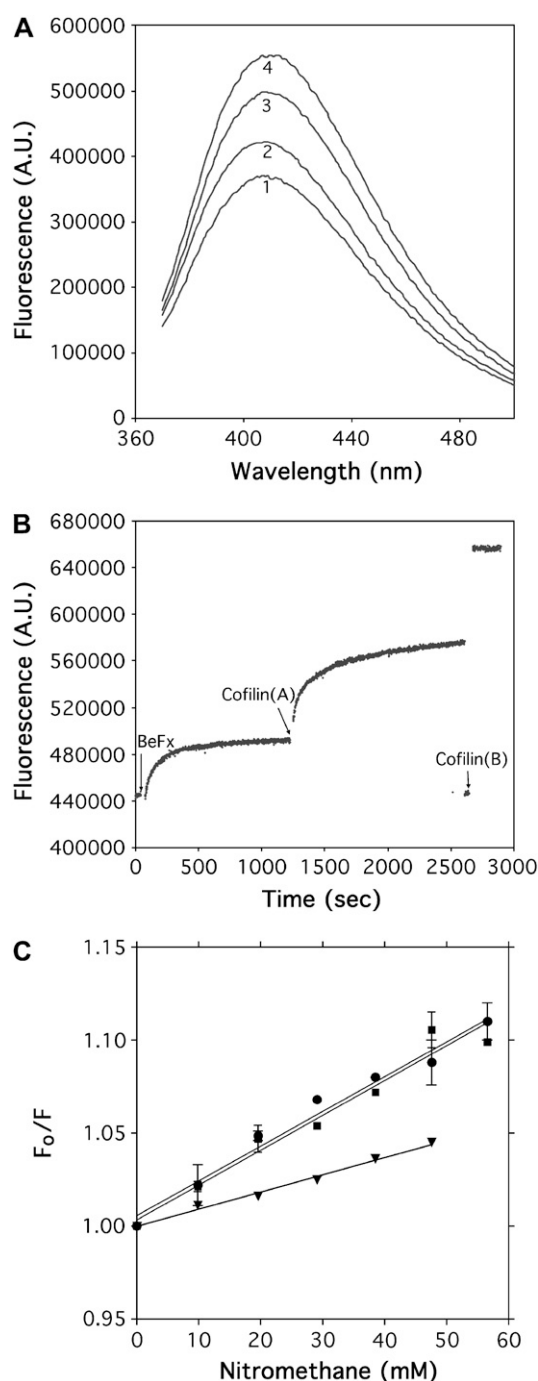 A
600000
500000
400000
300000
200000
100000
0
Fluorescence (A.U.)
4
3
2
1
360 400 440 480
Wavelength (nm)
B
680000
640000
600000
560000
520000
480000
440000
400000
Fluorescence (A.U.)
BeFx
Cofilin(A)
Cofilin(B)
0 500 1000 1500 2000 2500 3000
Time (sec)
C
1.15
1.10
1.05
1.00
0.95
Fo/F
0 10 20 30 40 50 60
Nitromethane (mM)